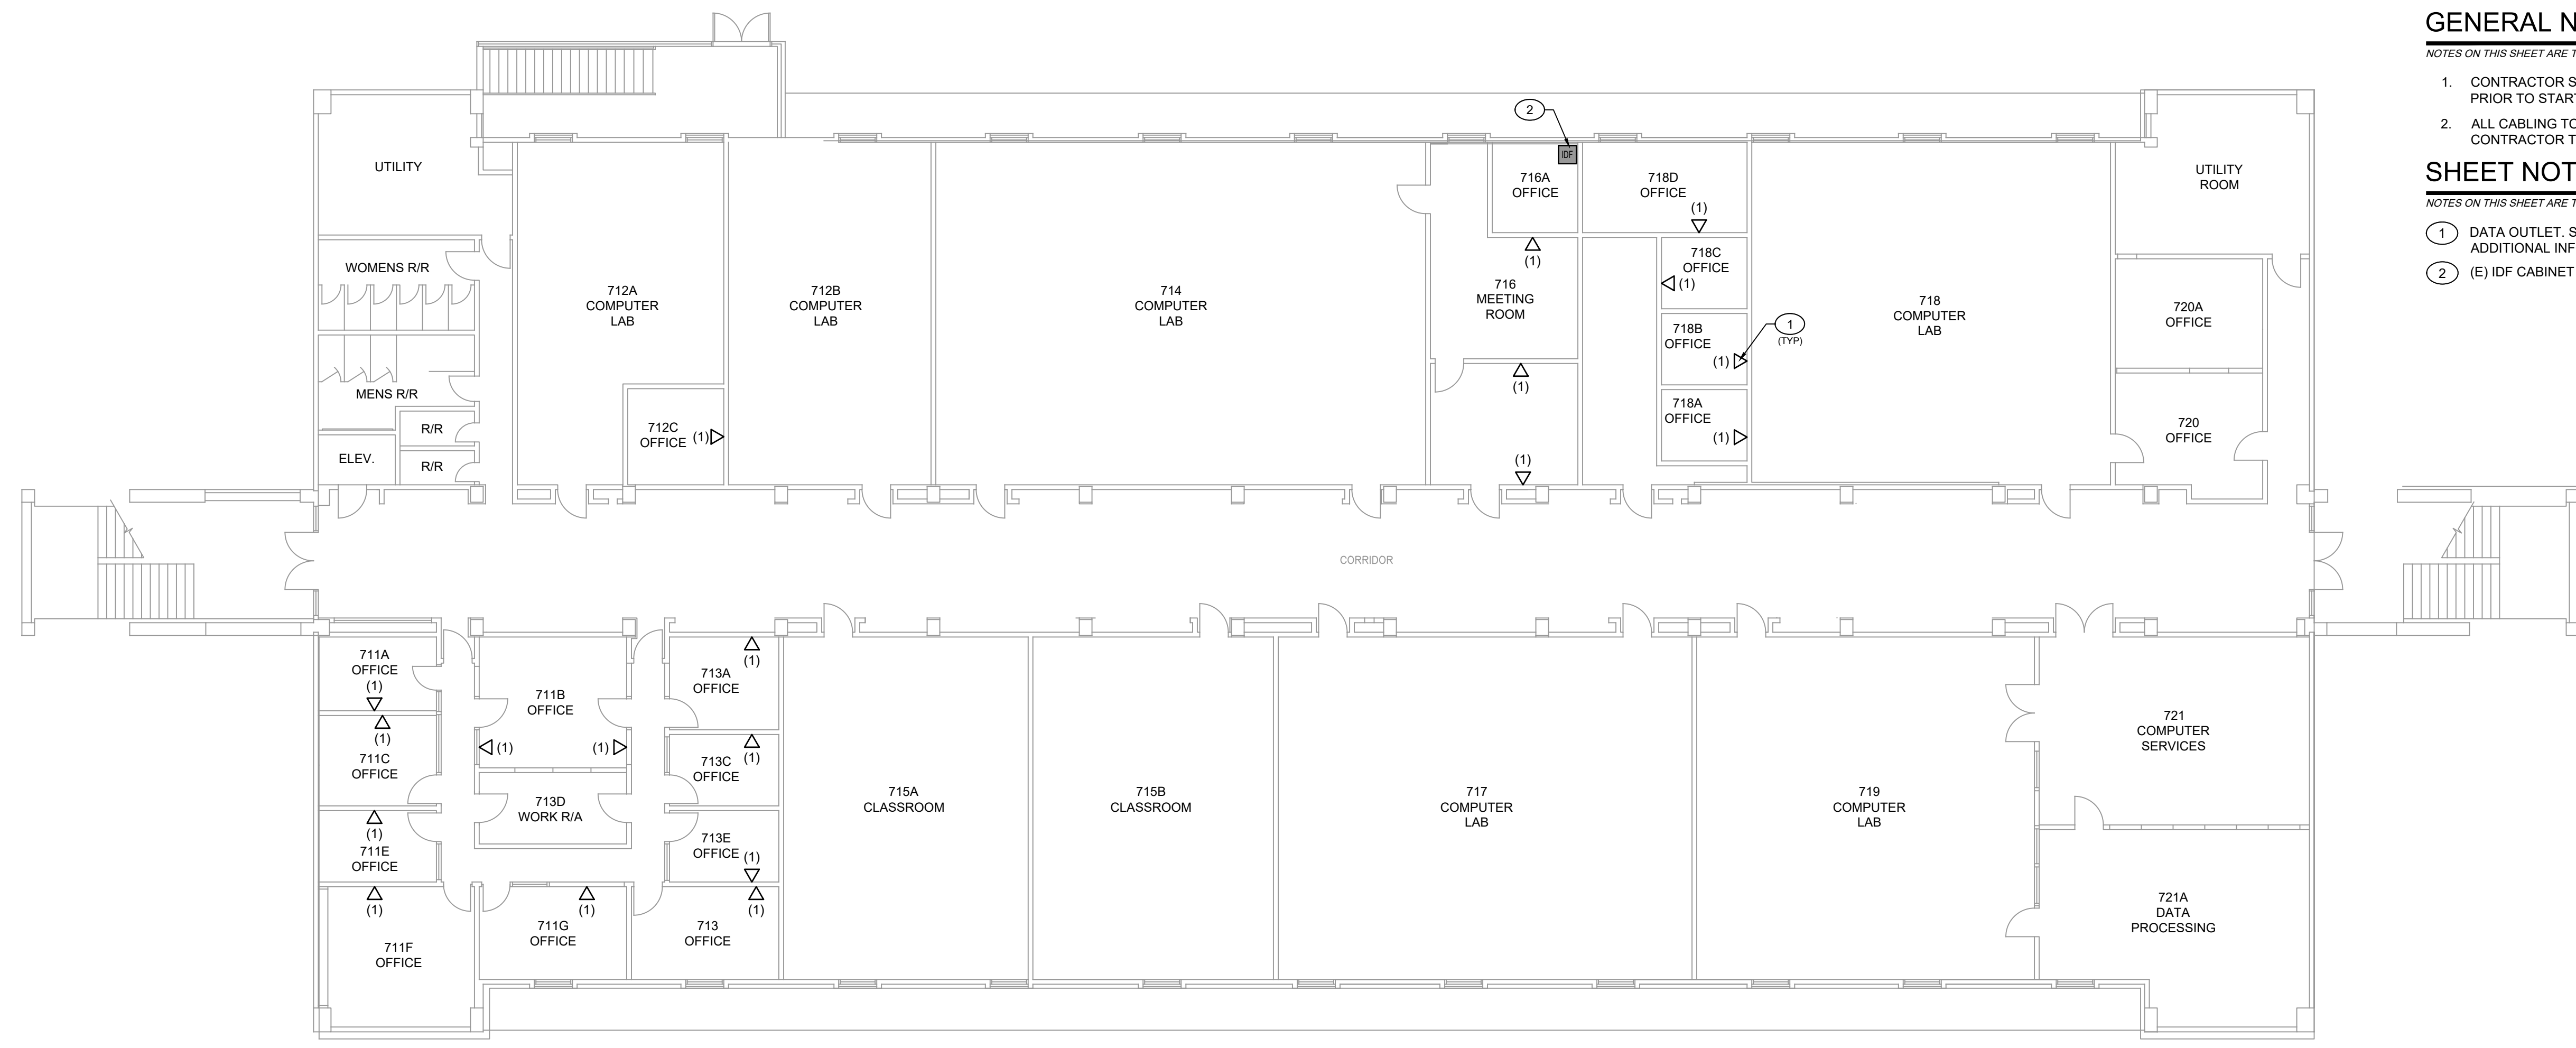 GENERAL N
NOTES ON THIS SHEET ARE T
1. CONTRACTOR S
PRIOR TO START
2. ALL CABLING TO
CONTRACTOR T
SHEET NOT
NOTES ON THIS SHEET ARE T
1 DATA OUTLET. S
ADDITIONAL INF
2 (E) IDF CABINET
2
IDF
UTILITY
WOMENS R/R
MENS R/R
R/R
R/R
ELEV.
712A
COMPUTER
LAB
712C
OFFICE
(1)
712B
COMPUTER
LAB
714
COMPUTER
LAB
716A
OFFICE
(1)
716
MEETING
ROOM
(1)
(1)
718D
OFFICE
(1)
718C
OFFICE
(1)
718B
OFFICE
(1)
1
(TYP)
718A
OFFICE
(1)
718
COMPUTER
LAB
UTILITY
ROOM
720A
OFFICE
720
OFFICE
CORRIDOR
711A
OFFICE
(1)
(1)
711C
OFFICE
(1)
711E
OFFICE
(1)
711F
OFFICE
711B
OFFICE
(1)
(1)
713D
WORK R/A
(1)
711G
OFFICE
(1)
713A
OFFICE
(1)
713C
OFFICE
713E
OFFICE
(1)
(1)
713
OFFICE
715A
CLASSROOM
715B
CLASSROOM
717
COMPUTER
LAB
719
COMPUTER
LAB
721
COMPUTER
SERVICES
721A
DATA
PROCESSING